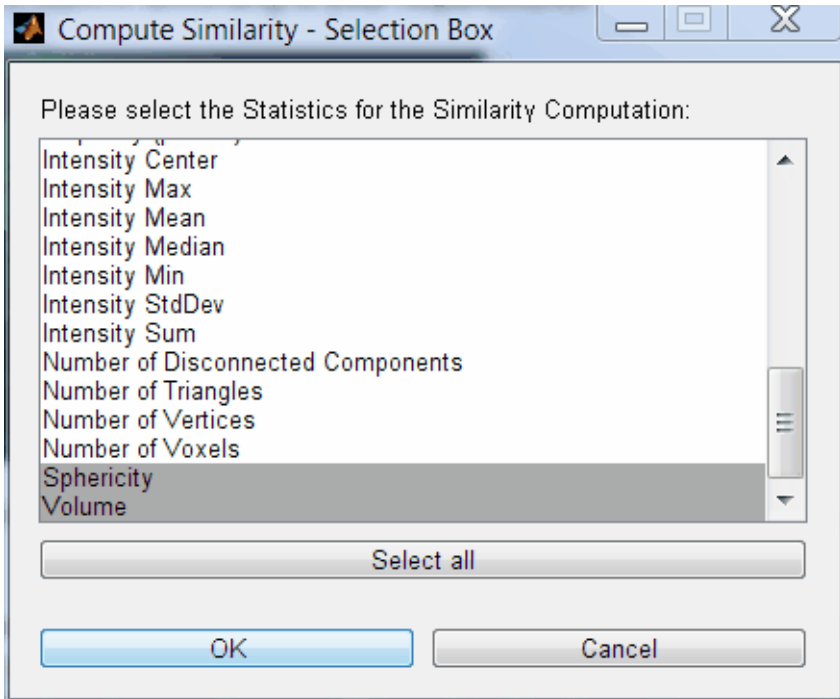 Compute Similarity - Selection Box
Please select the Statistics for the Similarity Computation:
Intensity Center
Intensity Max
Intensity Mean
Intensity Median
Intensity Min
Intensity StdDev
Intensity Sum
Number of Disconnected Components
Number of Triangles
Number of Vertices
Number of Voxels
Sphericity
Volume
Select all
OK Cancel